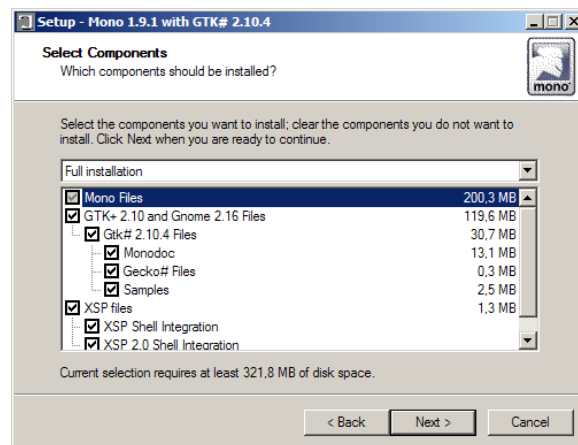 Setup - Mono 1.9.1 with GTK# 2.10.4
Select Components
Which components should be installed?
mono
Select the components you want to install; clear the components you do not want to
install. Click Next when you are ready to continue.
Full installation
Mono Files 200,3 MB
GTK+ 2.10 and Gnome 2.16 Files 119,6 MB
Gtk# 2.10.4 Files 30,7 MB
Monodoc 13,1 MB
Gecko# Files 0,3 MB
Samples 2,5 MB
XSP files 1,3 MB
XSP Shell Integration
XSP 2.0 Shell Integration
Current selection requires at least 321,8 MB of disk space.
< Back Next > Cancel